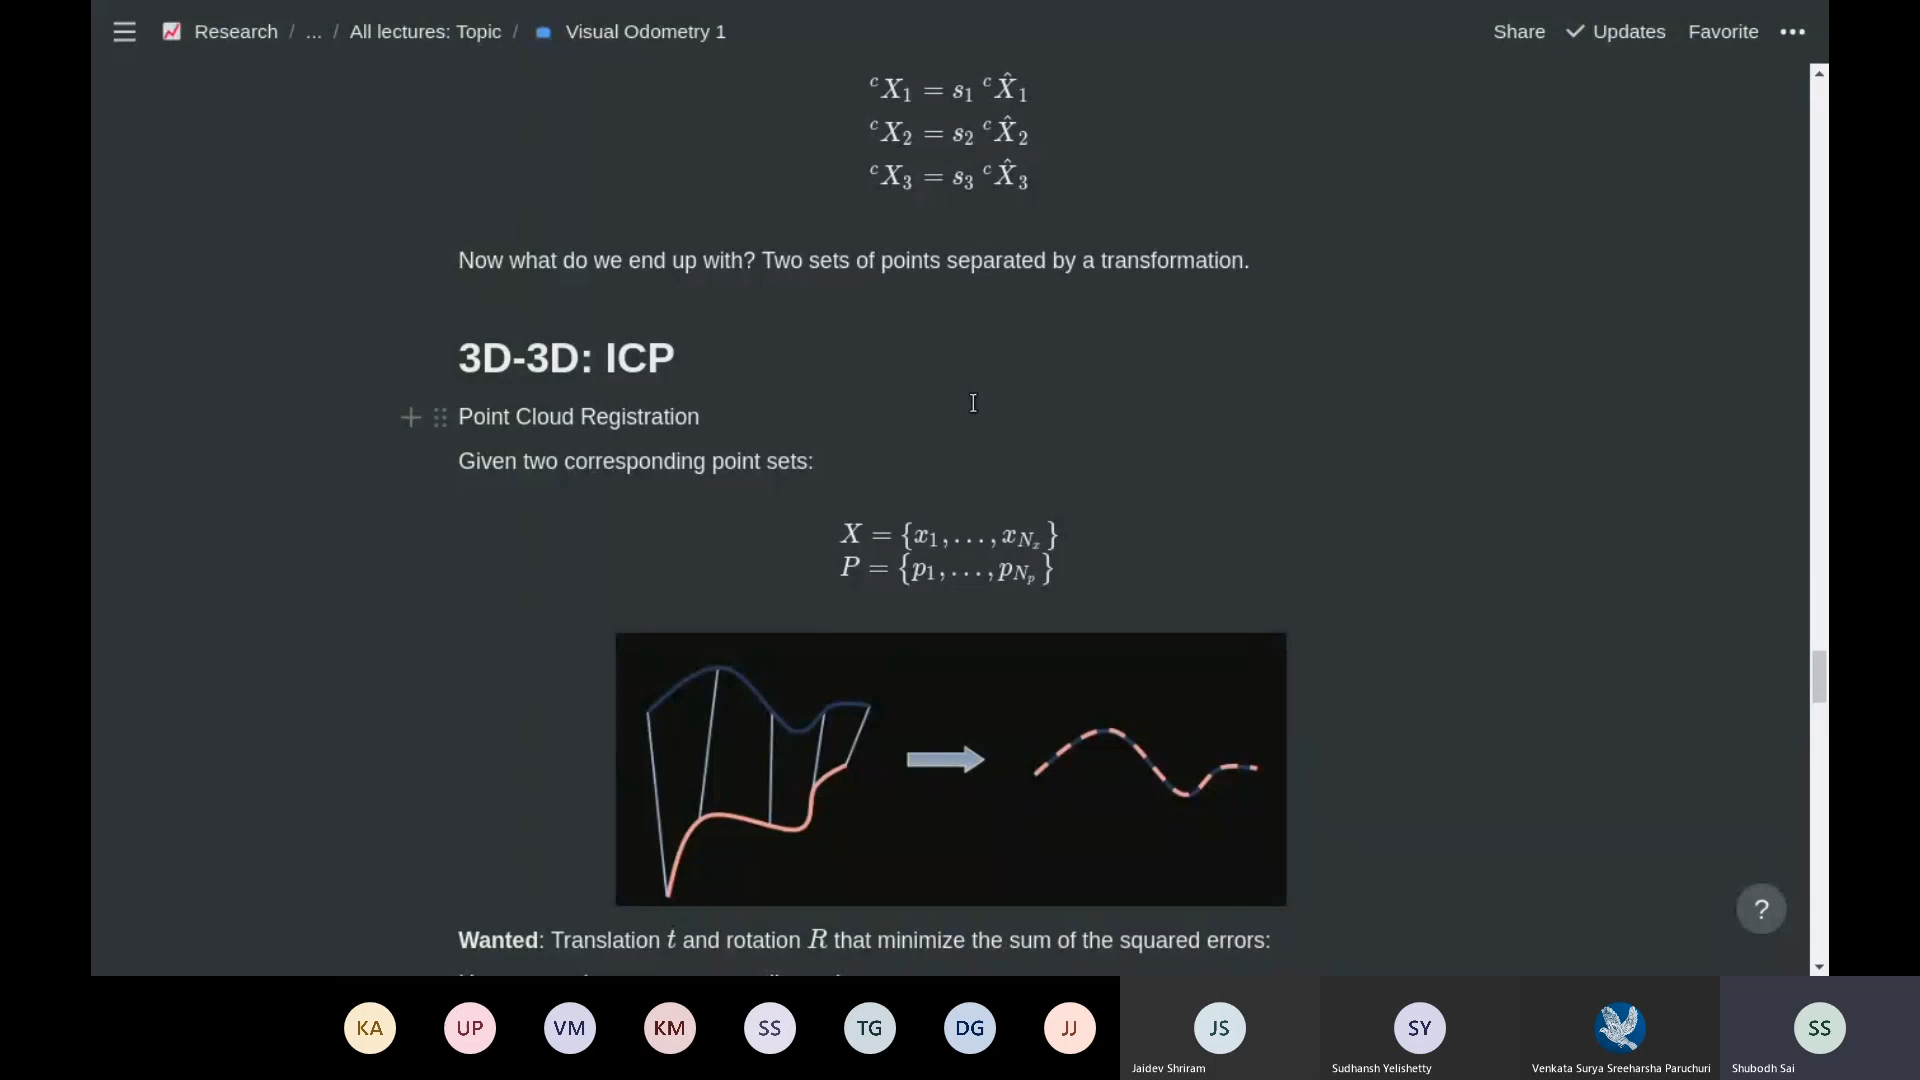 Research / ... / All lectures: Topic / Visual Odometry 1
Share Updates Favorite
ᶜX₁ = s₁ ᶜX̂₁
ᶜX₂ = s₂ ᶜX̂₂
ᶜX₃ = s₃ ᶜX̂₃
Now what do we end up with? Two sets of points separated by a transformation.
3D-3D: ICP
Point Cloud Registration
Given two corresponding point sets:
X = {x₁, . . . , x_{N_x}}
P = {p₁, . . . , p_{N_p}}
Wanted: Translation t and rotation R that minimize the sum of the squared errors:
?
KA UP VM KM SS TG DG JJ JS SY SS
Jaidev Shriram Sudhansh Yelishetty Venkata Surya Sreeharsha Paruchuri Shubodh Sai